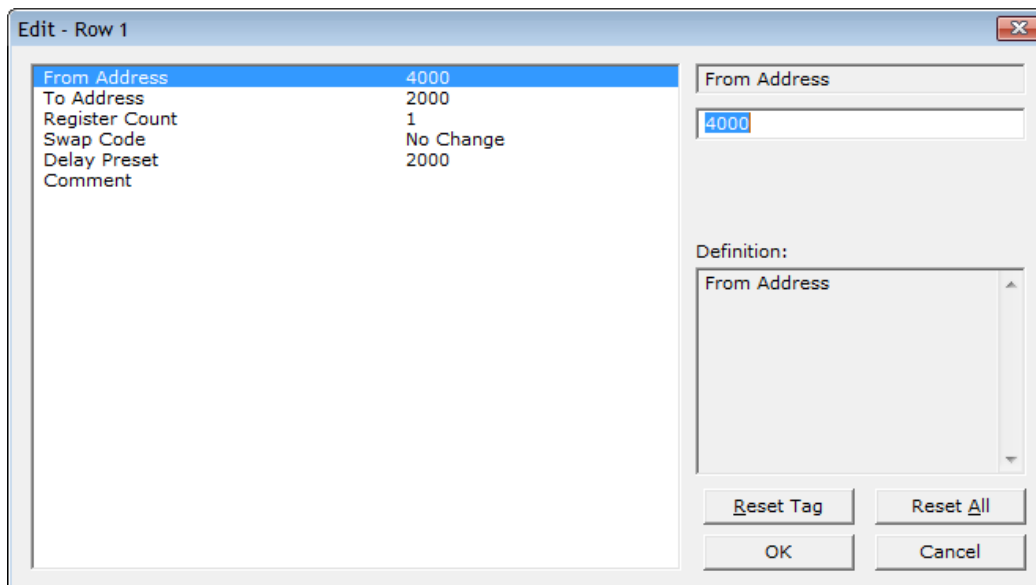 Edit - Row 1
From Address 4000
To Address 2000
Register Count 1
Swap Code No Change
Delay Preset 2000
Comment
From Address
4000
Definition:
From Address
Reset Tag Reset All
OK Cancel